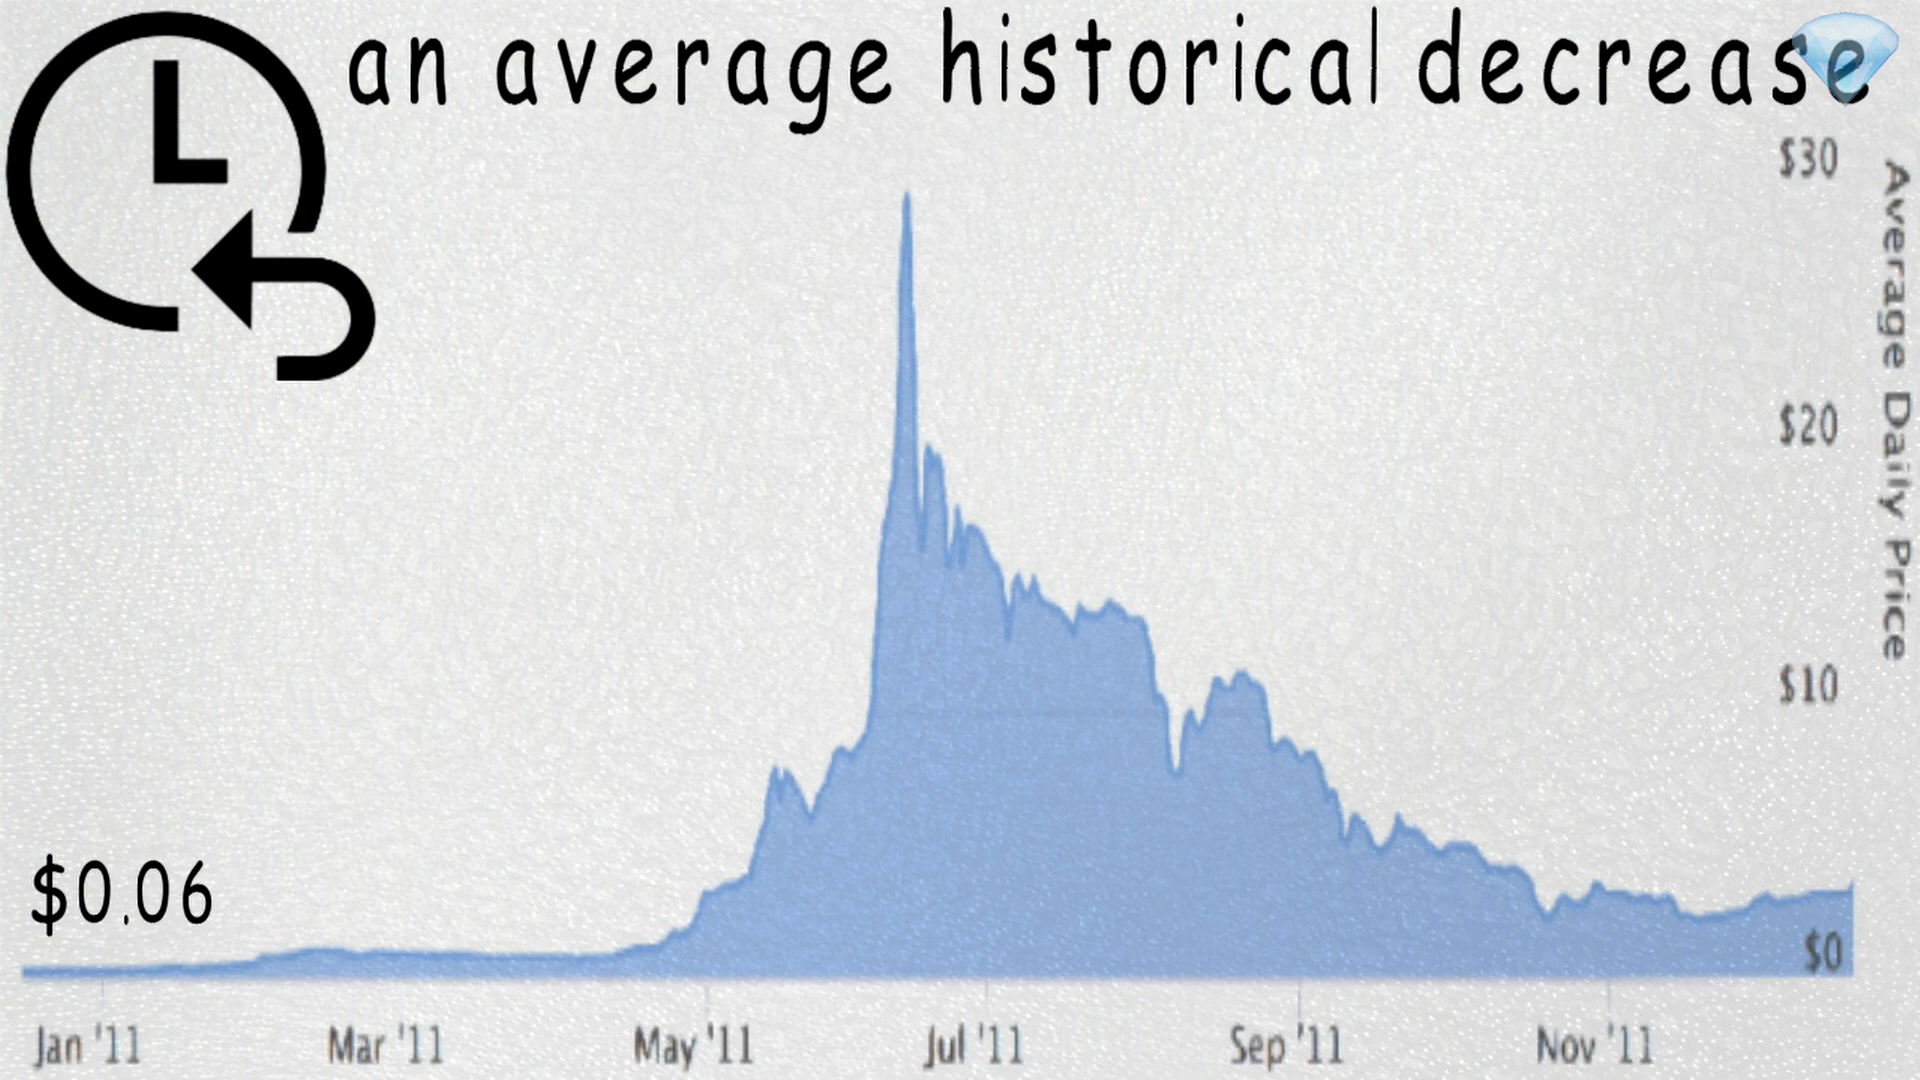 an average historical decrease
$30
$20
$10
$0
Average Daily Price
$0.06
Jan '11
Mar '11
May '11
Jul '11
Sep '11
Nov '11